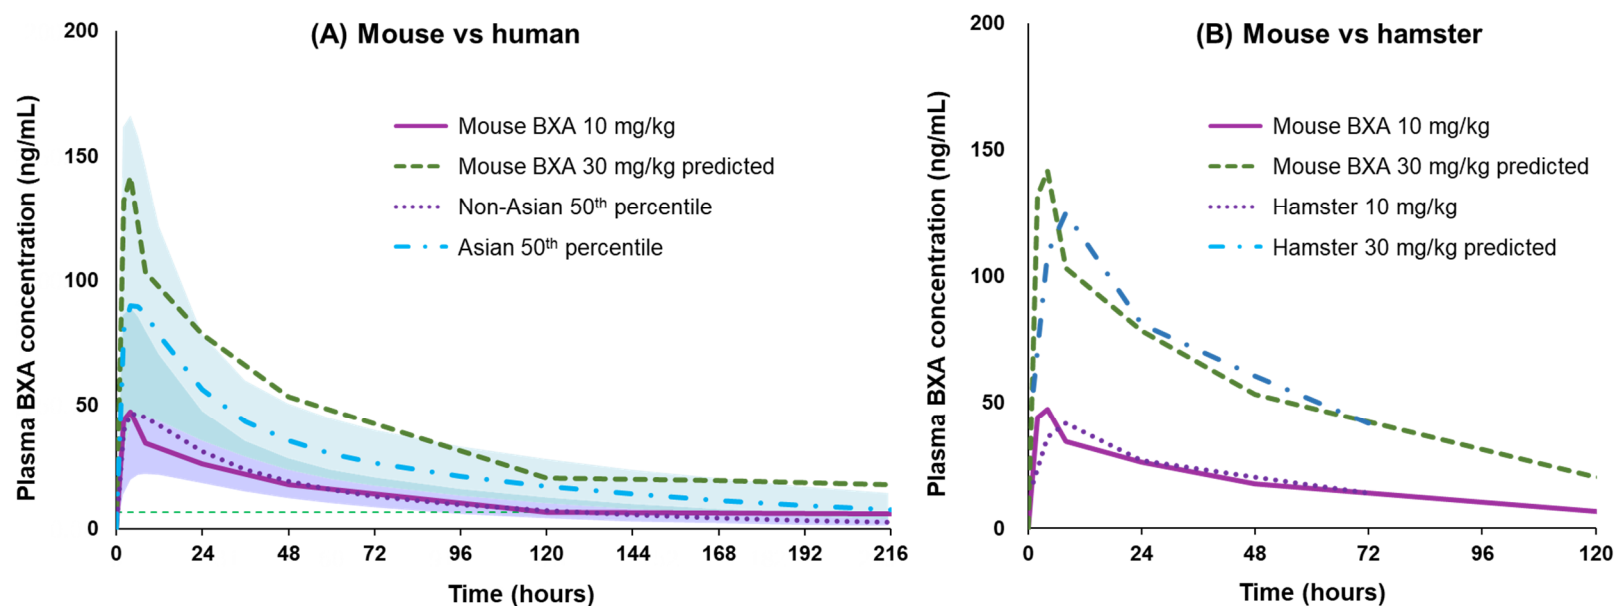 (A) Mouse vs human
Plasma BXA concentration (ng/mL)
200
150
100
50
0
Mouse BXA 10 mg/kg
Mouse BXA 30 mg/kg predicted
Non-Asian 50th percentile
Asian 50th percentile
0 24 48 72 96 120 144 168 192 216
Time (hours)
(B) Mouse vs hamster
Plasma BXA concentration (ng/mL)
200
150
100
50
0
Mouse BXA 10 mg/kg
Mouse BXA 30 mg/kg predicted
Hamster 10 mg/kg
Hamster 30 mg/kg predicted
0 24 48 72 96 120
Time (hours)